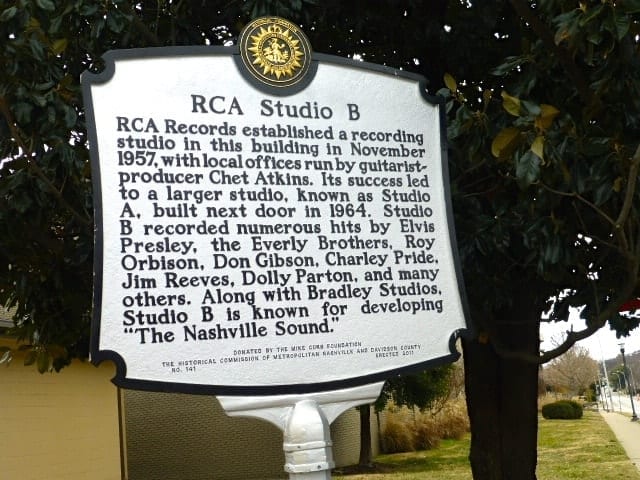 RCA Studio B
RCA Records established a recording
studio in this building in November
1957, with local offices run by guitarist-
producer Chet Atkins. Its success led
to a larger studio, known as Studio
A, built next door in 1964. Studio
B recorded numerous hits by Elvis
Presley, the Everly Brothers, Roy
Orbison, Don Gibson, Charley Pride,
Jim Reeves, Dolly Parton, and many
others. Along with Bradley Studios,
Studio B is known for developing
"The Nashville Sound."
DONATED BY THE MIKE CURB FOUNDATION
THE HISTORICAL COMMISSION OF METROPOLITAN NASHVILLE AND DAVIDSON COUNTY
NO. 141 ERECTED 2011